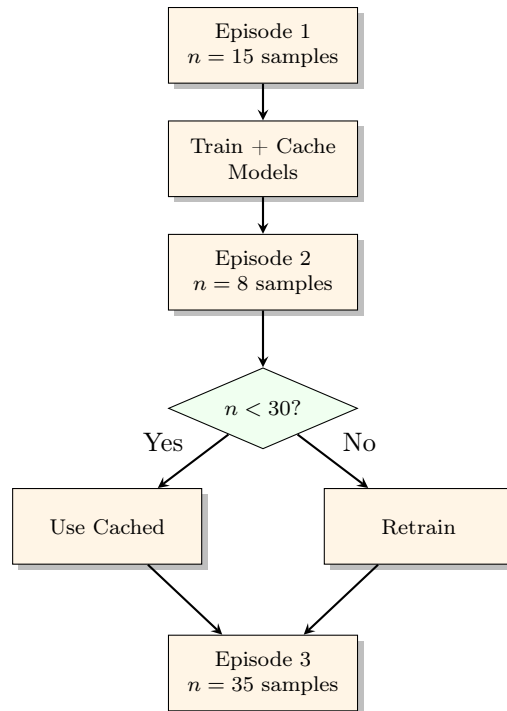 Episode 1
n = 15 samples
Train + Cache
Models
Episode 2
n = 8 samples
n < 30?
Yes
No
Use Cached
Retrain
Episode 3
n = 35 samples